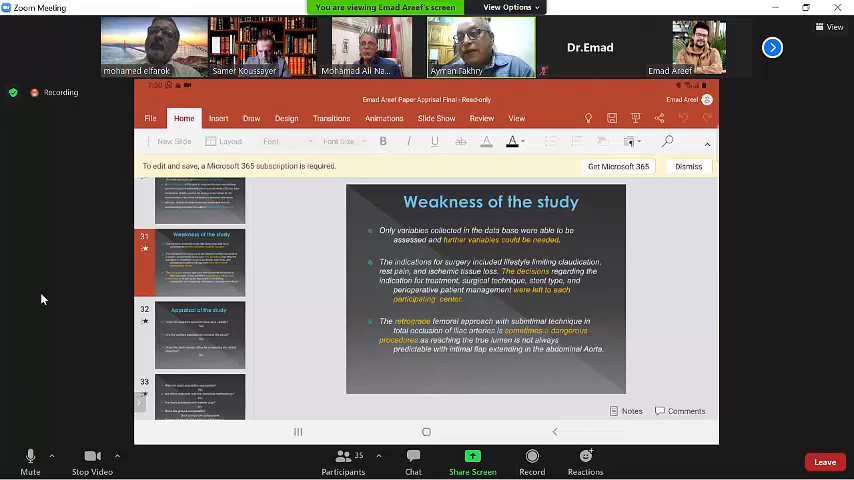 Zoom Meeting
You are viewing Emad Areef's screen
View Options
View
mohamed elfarok
Samer Koussayer
Mohamad Ali Na...
Ayman Fakhry
Dr.Emad
Emad Areef
Recording
7:30
Emad Areef Paper Apprisal Final - Read-only
Emad Areef
File Home Insert Draw Design Transitions Animations Slide Show Review View
New Slide Layout Font Font Size B I U ab A A
To edit and save, a Microsoft 365 subscription is required.
Get Microsoft 365
Dismiss
31
Weakness of the study
32
Appraisal of the study
33
Weakness of the study
Only variables collected in the data base were able to be
assessed and further variables could be needed.
The indications for surgery included lifestyle limiting claudication,
rest pain, and ischemic tissue loss. The decisions regarding the
indication for treatment, surgical technique, stent type, and
perioperative patient management were left to each
participating center.
The retrograde femoral approach with subintimal technique in
total occlusion of iliac arteries is sometimes a dangerous
procedures as reaching the true lumen is not always
predictable with intimal flap extending in the abdominal Aorta.
Notes
Comments
Mute
Stop Video
35
Participants
Chat
Share Screen
Record
Reactions
Leave